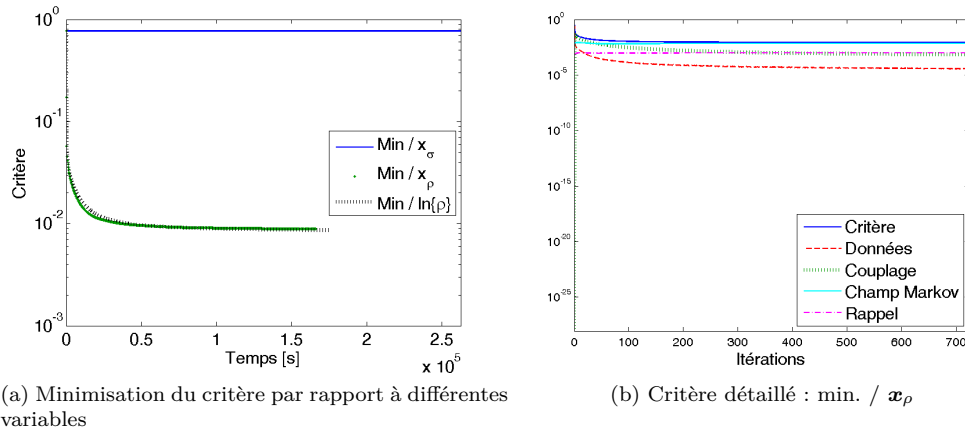 10^0
10^-1
10^-2
10^-3
Critère
0 0.5 1 1.5 2 2.5
Temps [s]
x 10^5
Min / x_σ
Min / x_ρ
Min / ln{ρ}
(a) Minimisation du critère par rapport à différentes
variables
10^0
10^-5
10^-10
10^-15
10^-20
10^-25
0 100 200 300 400 500 600 700
Itérations
Critère
Données
Couplage
Champ Markov
Rappel
(b) Critère détaillé : min. / x_ρ